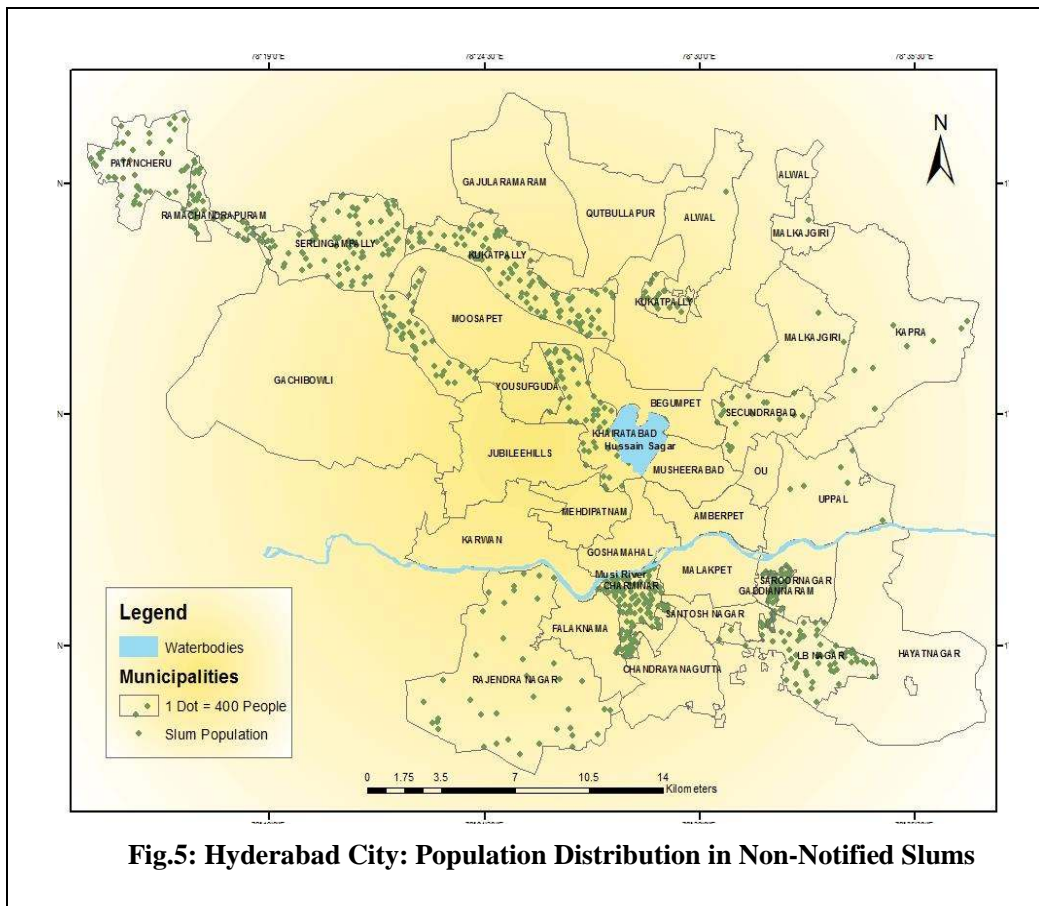 78°19'0"E 78°24'30"E 78°30'0"E 78°35'30"E
N
PATANCHERU
GAJULARAMARAM
ALWAL
N N
QUTBULLAPUR
ALWAL
RAMACHANDRAPURAM
MALKAJGIRI
SERLINGAMPALLY
KUKATPALLY
KUKATPALLY
MOOSAPET
KAPRA
MALKAJGIRI
GACHIBOWLI
YOUSUFGUDA
BEGUMPET
SECUNDRABAD
N N
KHAIRATABAD
Hussain Sagar
JUBILEEHILLS
MUSHEERABAD
OU
UPPAL
MEHDIPATNAM
AMBERPET
KARWAN
GOSHAMAHAL
MALAKPET
Musi River
SAROORNAGAR
CHARMINAR
GADDIANNARAM
SANTOSH NAGAR
FALAKNAMA
LB NAGAR
HAYATNAGAR
CHANDRAYANAGUTTA
RAJENDRA NAGAR
Legend
Waterbodies
Municipalities
1 Dot = 400 People
Slum Population
0 1.75 3.5 7 10.5 14
Kilometers
Fig.5: Hyderabad City: Population Distribution in Non-Notified Slums